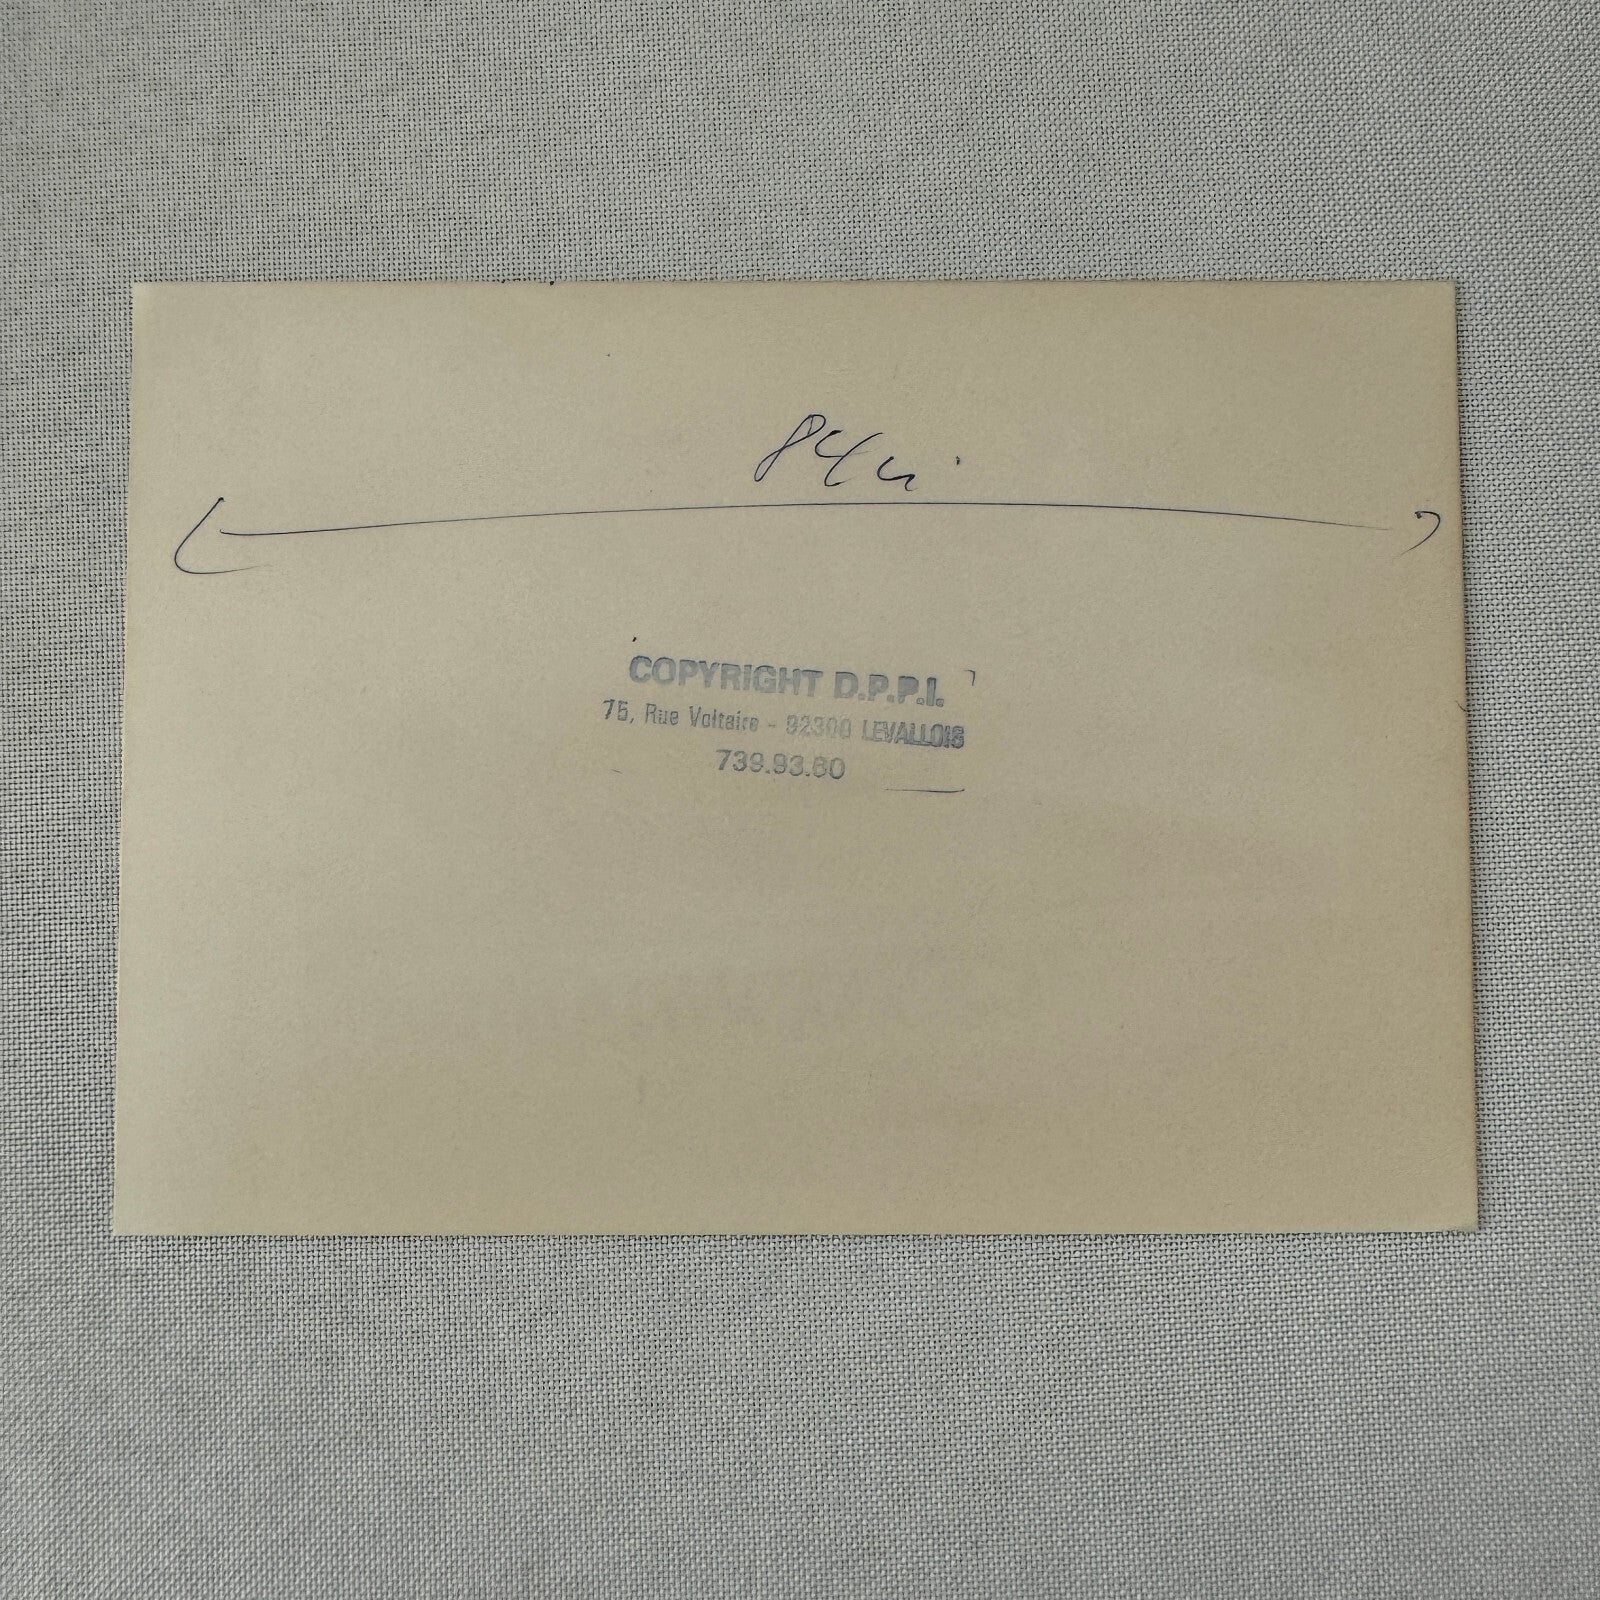 COPYRIGHT D.P.P.I.
75, Rue Voltaire - 92300 LEVALLOIS
739.93.60